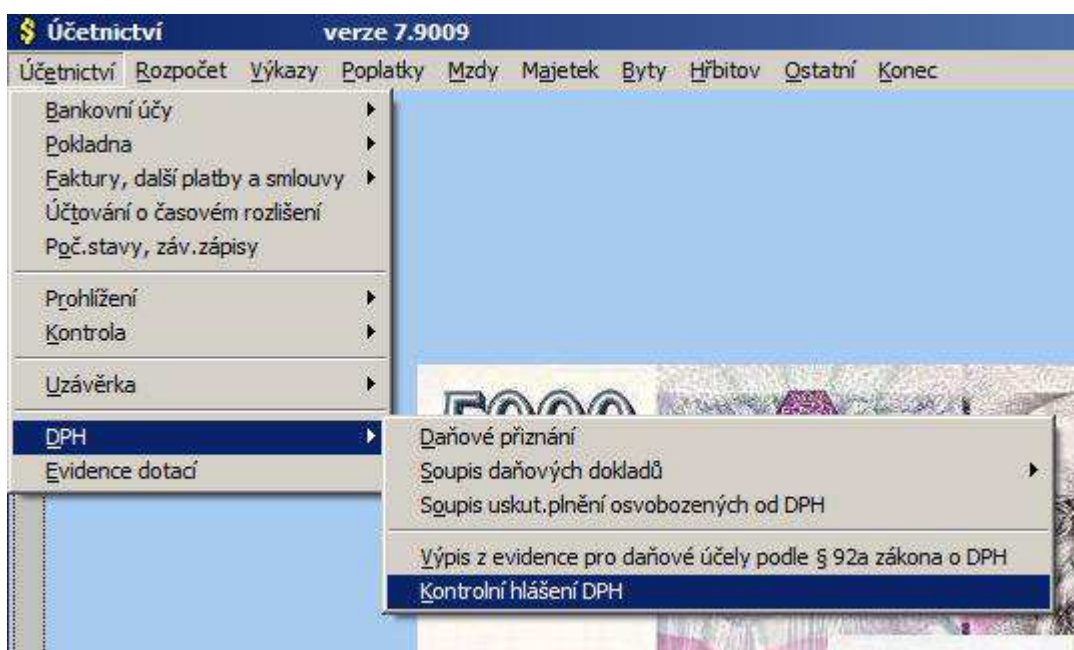 $ Účetnictví verze 7.9009
Účetnictví Rozpočet Výkazy Poplatky Mzdy Majetek Byty Hřbitov Ostatní Konec
Bankovní účy
Pokladna
Faktury, další platby a smlouvy
Účtování o časovém rozlišení
Poč.stavy, záv.zápisy
Prohlížení
Kontrola
Uzávěrka
5000
DPH
Daňové přiznání
Evidence dotací
Soupis daňových dokladů
Soupis uskut.plnění osvobozených od DPH
Výpis z evidence pro daňové účely podle § 92a zákona o DPH
Kontrolní hlášení DPH